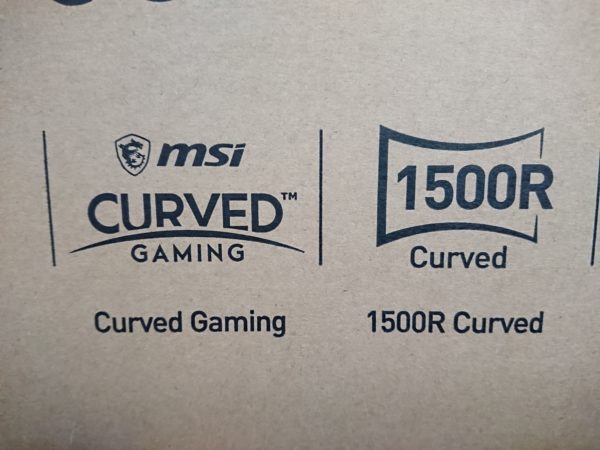 msi
CURVED™
GAMING
Curved Gaming
1500R
Curved
1500R Curved